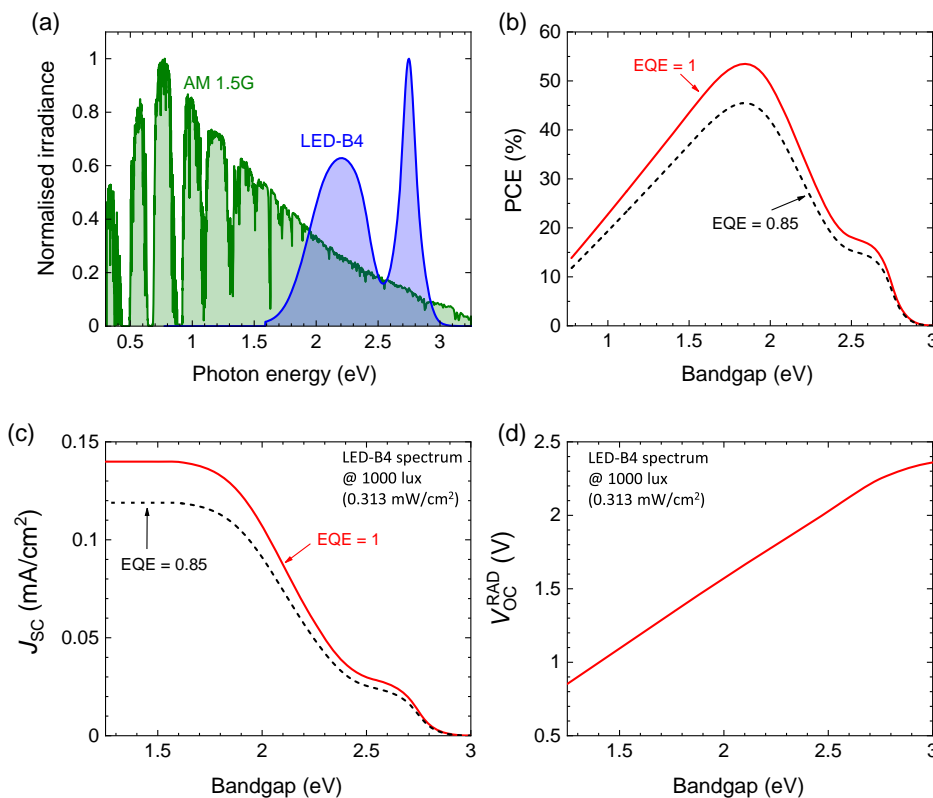 (a)
1
0.8
0.6
0.4
0.2
0
Normalised irradiance
AM 1.5G
LED-B4
0.5 1 1.5 2 2.5 3
Photon energy (eV)
(b)
60
50
40
30
20
10
0
PCE (%)
EQE = 1
EQE = 0.85
1 1.5 2 2.5 3
Bandgap (eV)
(c)
0.15
0.1
0.05
0
J_SC (mA/cm²)
LED-B4 spectrum
@ 1000 lux
(0.313 mW/cm²)
EQE = 1
EQE = 0.85
1.5 2 2.5 3
Bandgap (eV)
(d)
2.5
2
1.5
1
0.5
V_OC^RAD (V)
LED-B4 spectrum
@ 1000 lux
(0.313 mW/cm²)
1.5 2 2.5 3
Bandgap (eV)